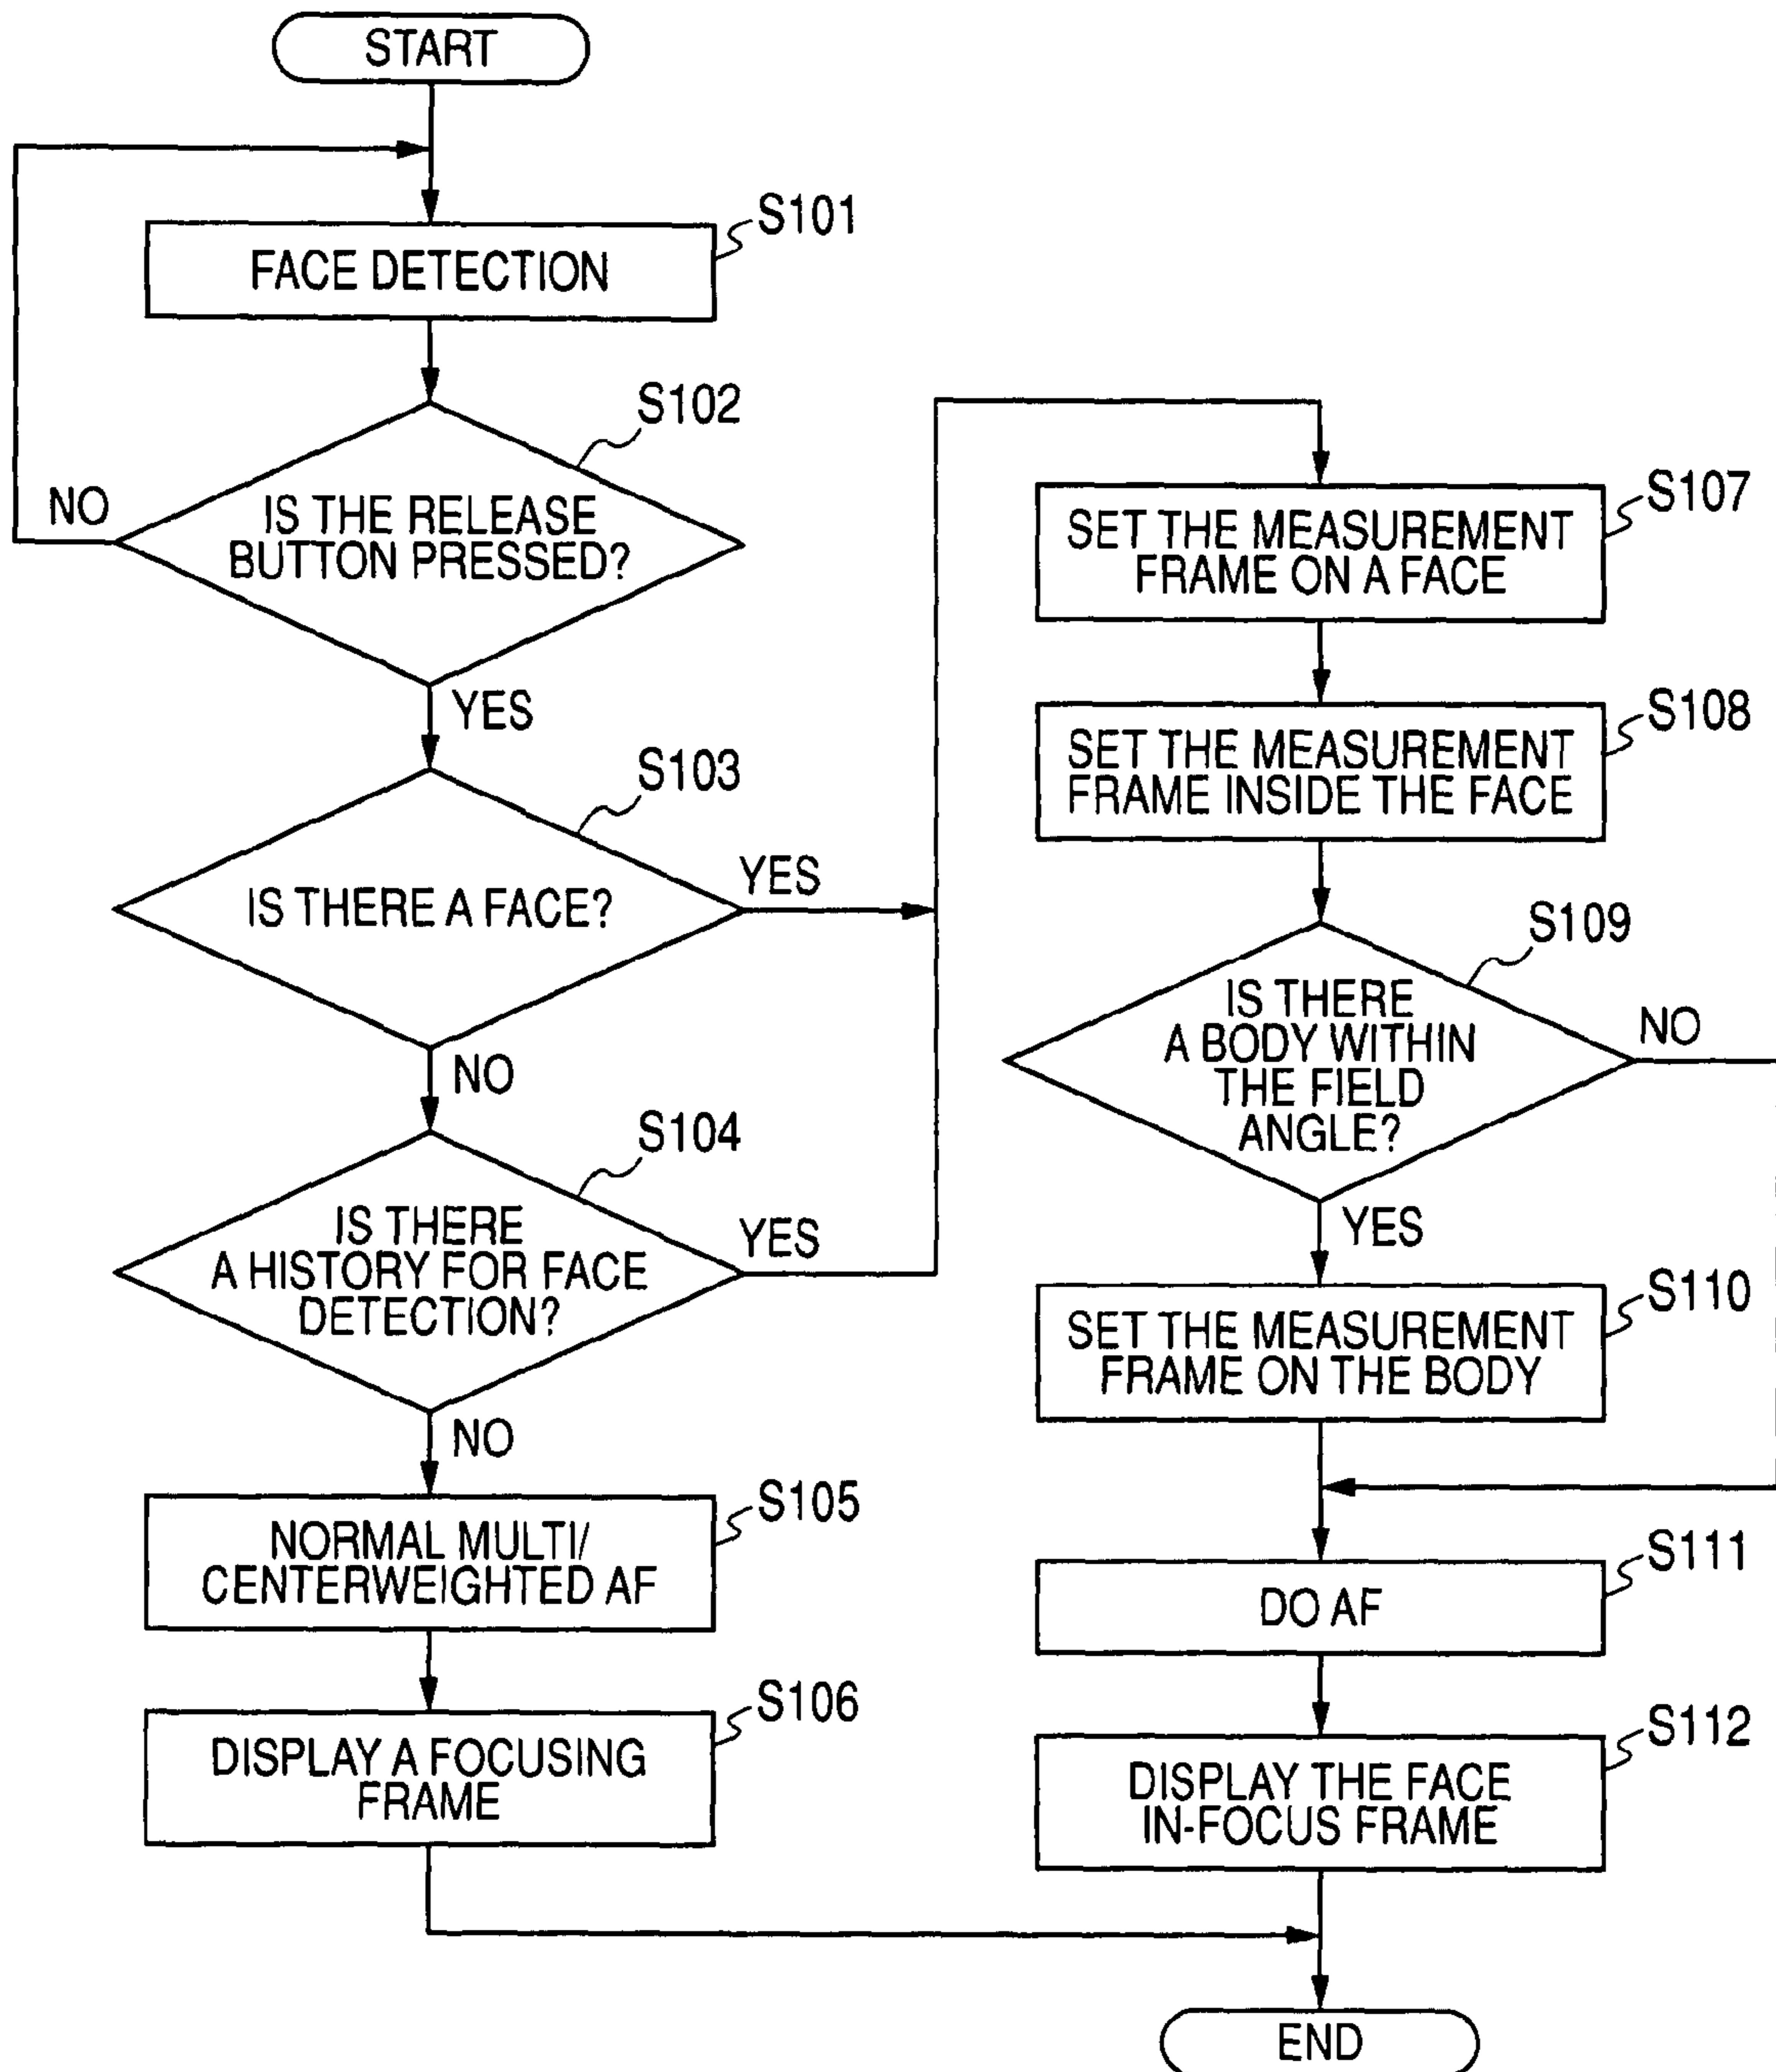 START
S101
FACE DETECTION
S102
IS THE RELEASE
BUTTON PRESSED?
NO
YES
S103
IS THERE A FACE?
YES
NO
S104
IS THERE
A HISTORY FOR FACE
DETECTION?
YES
NO
S105
NORMAL MULTI/
CENTERWEIGHTED AF
S106
DISPLAY A FOCUSING
FRAME
S107
SET THE MEASUREMENT
FRAME ON A FACE
S108
SET THE MEASUREMENT
FRAME INSIDE THE FACE
S109
IS THERE
A BODY WITHIN
THE FIELD
ANGLE?
NO
YES
S110
SET THE MEASUREMENT
FRAME ON THE BODY
S111
DO AF
S112
DISPLAY THE FACE
IN-FOCUS FRAME
END